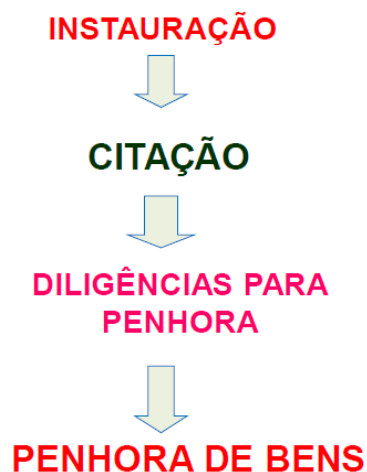 INSTAURAÇÃO
CITAÇÃO
DILIGÊNCIAS PARA
PENHORA
PENHORA DE BENS